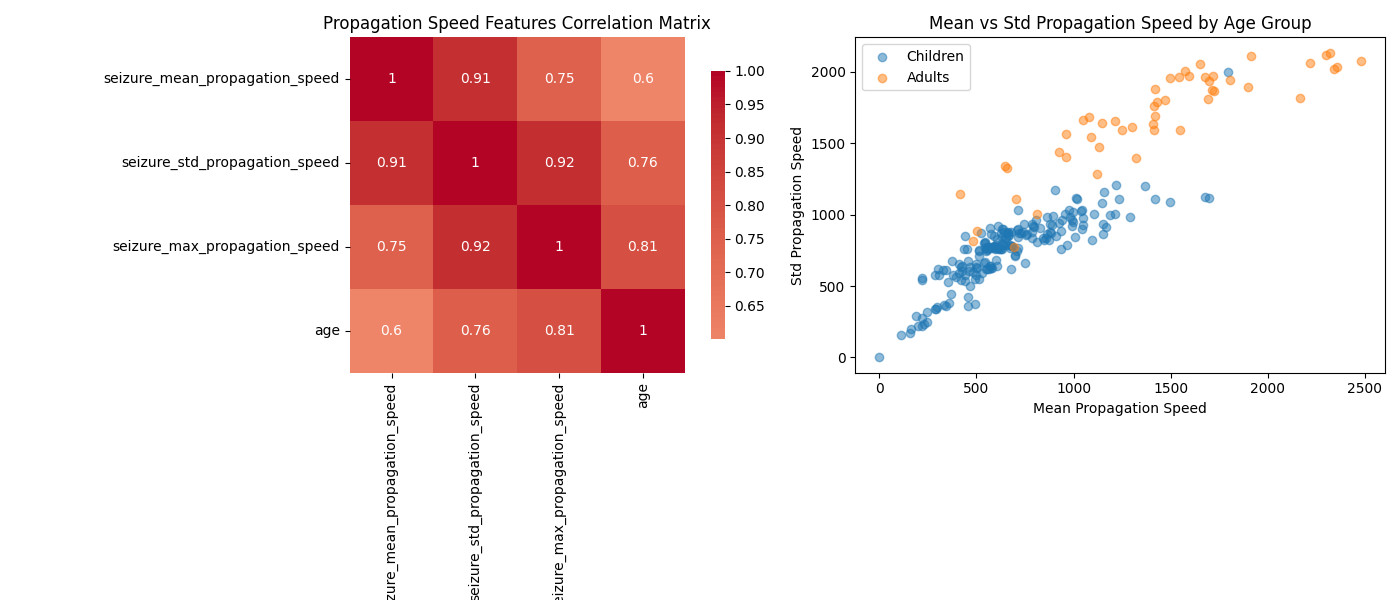 Propagation Speed Features Correlation Matrix
seizure_mean_propagation_speed
1 0.91 0.75 0.6
seizure_std_propagation_speed
0.91 1 0.92 0.76
seizure_max_propagation_speed
0.75 0.92 1 0.81
age
0.6 0.76 0.81 1
izure_mean_propagation_speed
seizure_std_propagation_speed
eizure_max_propagation_speed
age
1.00
0.95
0.90
0.85
0.80
0.75
0.70
0.65
Mean vs Std Propagation Speed by Age Group
Children
Adults
Std Propagation Speed
2000
1500
1000
500
0
0 500 1000 1500 2000 2500
Mean Propagation Speed